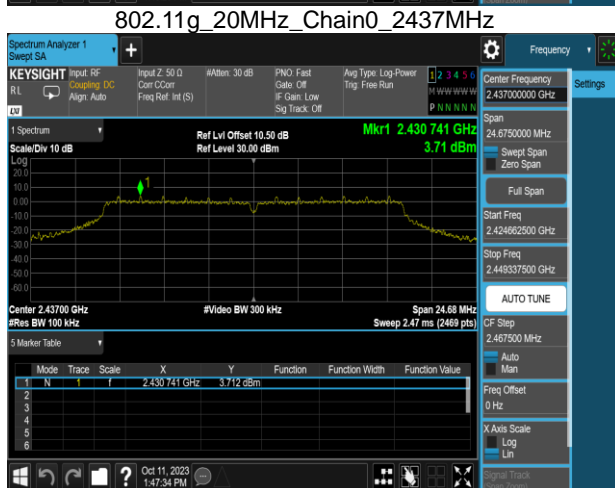 802.11g_20MHz_Chain0_2437MHz
Spectrum Analyzer 1
Swept SA
Frequency
KEYSIGHT
RL
LXI
Input: RF
Coupling: DC
Align: Auto
Input Z: 50 Ω
Corr CCorr
Freq Ref: Int (S)
#Atten: 30 dB
PNO: Fast
Gate: Off
IF Gain: Low
Sig Track: Off
Avg Type: Log-Power
Trig: Free Run
1 2 3 4 5 6
M W W W W W
P N N N N N
Center Frequency
2.437000000 GHz
Settings
Span
24.6750000 MHz
Swept Span
Zero Span
Full Span
Start Freq
2.424662500 GHz
Stop Freq
2.449337500 GHz
AUTO TUNE
CF Step
2.467500 MHz
Auto
Man
Freq Offset
0 Hz
X Axis Scale
Log
Lin
Signal Track
(Span Zoom)
1 Spectrum
Scale/Div 10 dB
Ref Lvl Offset 10.50 dB
Ref Level 30.00 dBm
Mkr1 2.430 741 GHz
3.71 dBm
Log
20.0
10.0
0.00
-10.0
-20.0
-30.0
-40.0
-50.0
-60.0
1
Center 2.43700 GHz
#Res BW 100 kHz
#Video BW 300 kHz
Span 24.68 MHz
Sweep 2.47 ms (2469 pts)
5 Marker Table
Mode Trace Scale X Y Function Function Width Function Value
1 N 1 f 2.430 741 GHz 3.712 dBm
2
3
4
5
6
Oct 11, 2023
1:47:34 PM